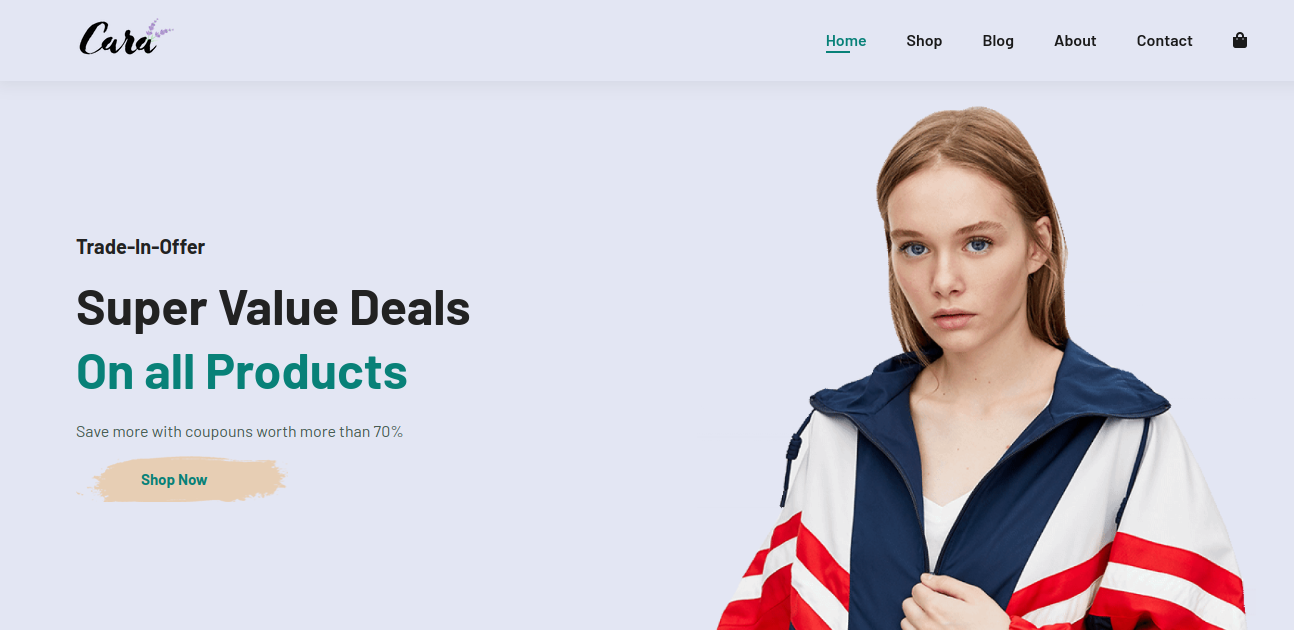 Cara
Home Shop Blog About Contact
Trade-In-Offer
Super Value Deals
On all Products
Save more with coupouns worth more than 70%
Shop Now